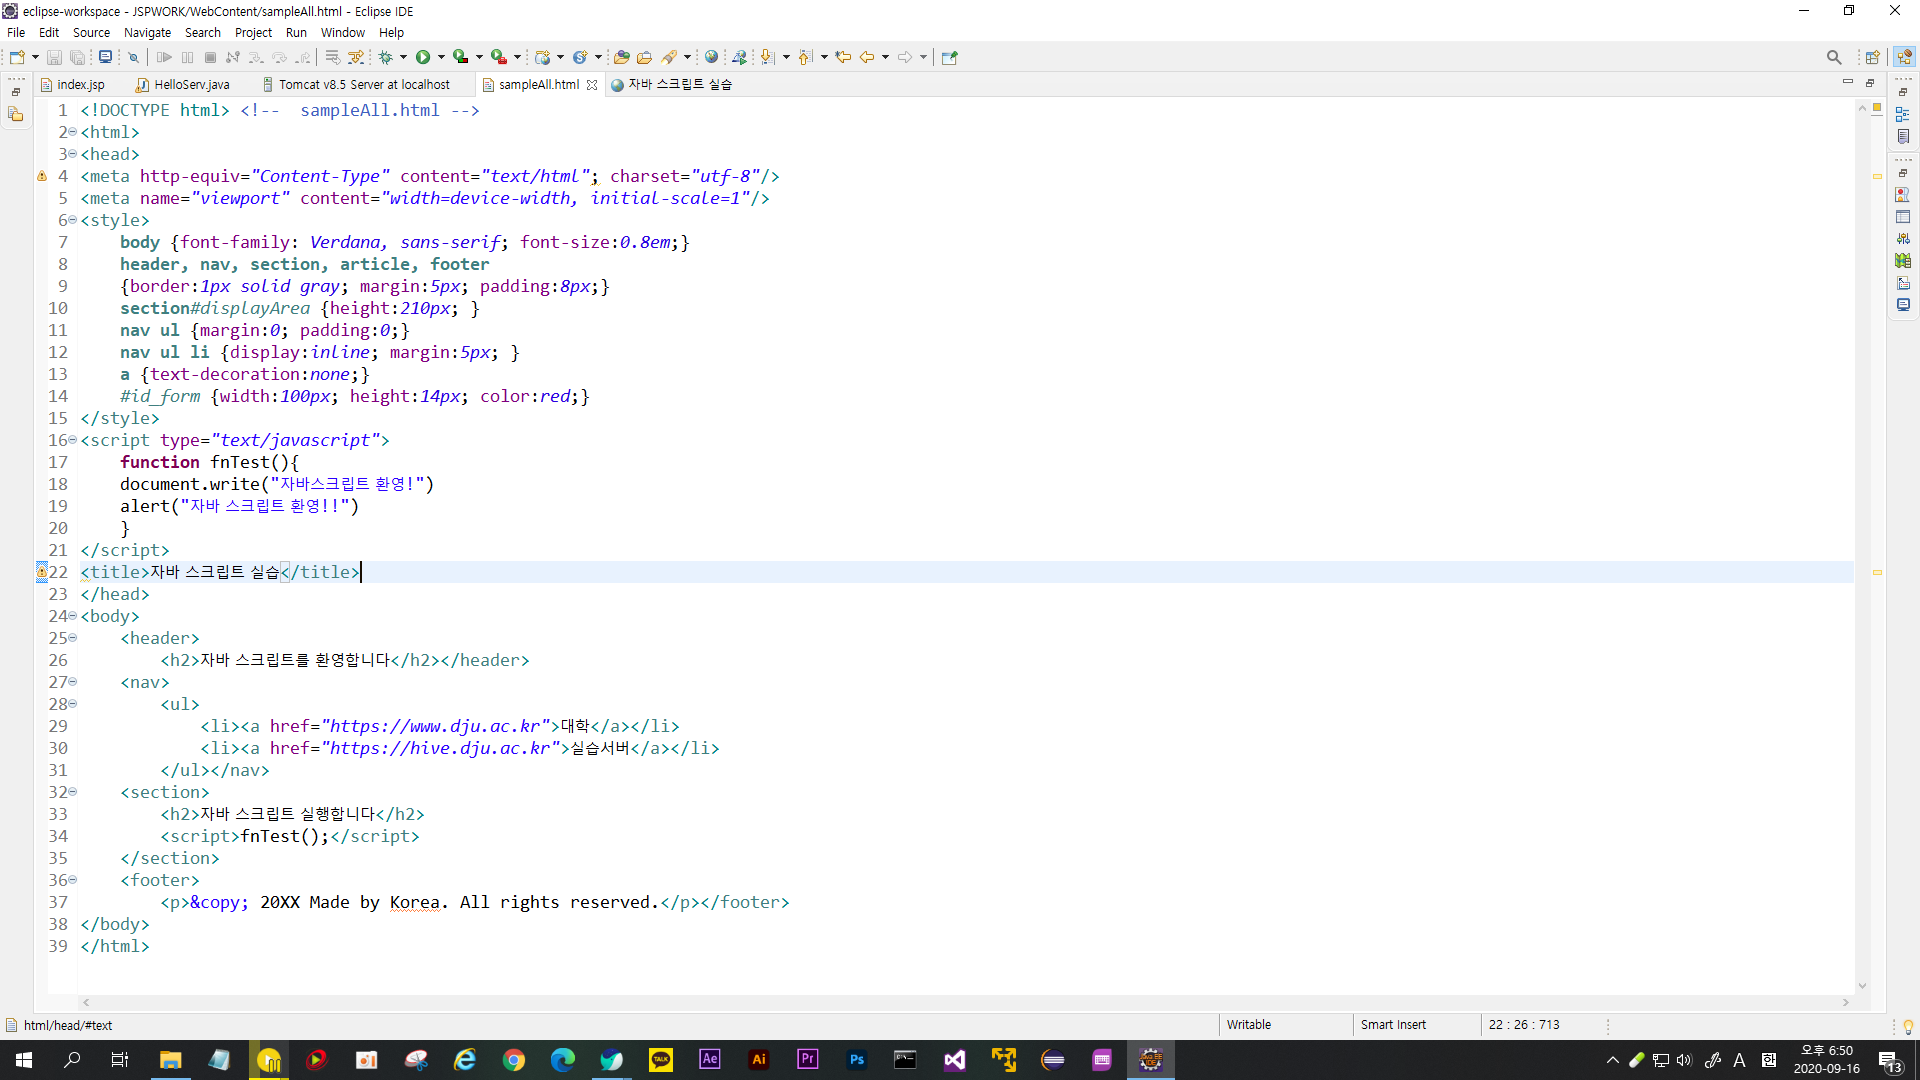 eclipse-workspace - JSPWORK/WebContent/sampleAll.html - Eclipse IDE
File Edit Source Navigate Search Project Run Window Help
index.jsp HelloServ.java Tomcat v8.5 Server at localhost sampleAll.html 자바 스크립트 실습
1 <!DOCTYPE html> <!--  sampleAll.html -->
2 <html>
3 <head>
4 <meta http-equiv="Content-Type" content="text/html"; charset="utf-8"/>
5 <meta name="viewport" content="width=device-width, initial-scale=1"/>
6 <style>
7     body {font-family: Verdana, sans-serif; font-size:0.8em;}
8     header, nav, section, article, footer
9     {border:1px solid gray; margin:5px; padding:8px;}
10     section#displayArea {height:210px; }
11     nav ul {margin:0; padding:0;}
12     nav ul li {display:inline; margin:5px; }
13     a {text-decoration:none;}
14     #id_form {width:100px; height:14px; color:red;}
15 </style>
16 <script type="text/javascript">
17     function fnTest(){
18     document.write("자바스크립트 환영!")
19     alert("자바 스크립트 환영!!")
20     }
21 </script>
22 <title>자바 스크립트 실습</title>
23 </head>
24 <body>
25     <header>
26         <h2>자바 스크립트를 환영합니다</h2></header>
27     <nav>
28         <ul>
29             <li><a href="https://www.dju.ac.kr">대학</a></li>
30             <li><a href="https://hive.dju.ac.kr">실습서버</a></li>
31         </ul></nav>
32     <section>
33         <h2>자바 스크립트 실행합니다</h2>
34         <script>fnTest();</script>
35     </section>
36     <footer>
37         <p>&copy; 20XX Made by Korea. All rights reserved.</p></footer>
38 </body>
39 </html>
html/head/#text Writable Smart Insert 22 : 26 : 713
TALK Ae Ai Pr Ps A 한 오후 6:50
2020-09-16 13